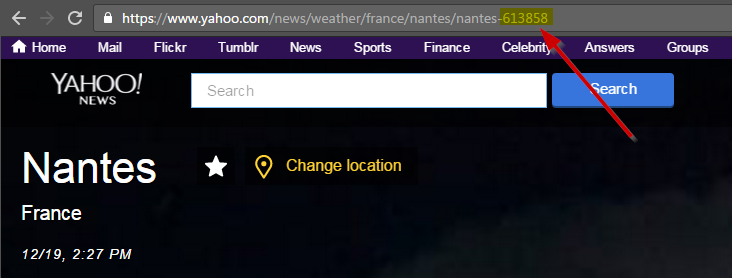 https://www.yahoo.com/news/weather/france/nantes/nantes-613858
Home Mail Flickr Tumblr News Sports Finance Celebrity Answers Groups
YAHOO!
NEWS
Search Search
Nantes Change location
France
12/19, 2:27 PM